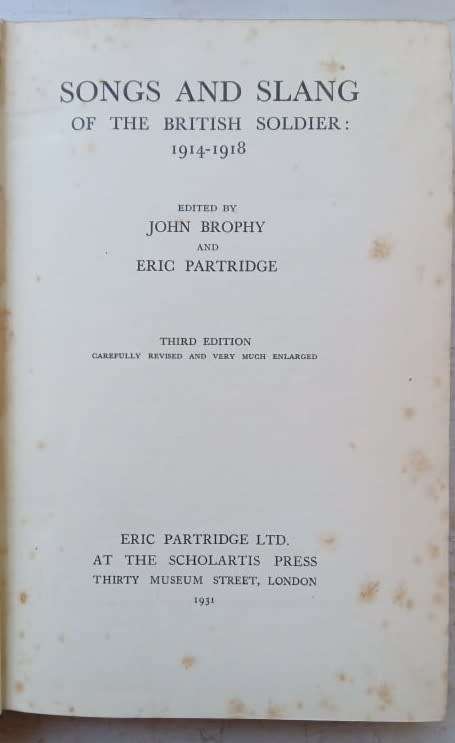 SONGS AND SLANG
OF THE BRITISH SOLDIER:
1914-1918
EDITED BY
JOHN BROPHY
AND
ERIC PARTRIDGE
THIRD EDITION
CAREFULLY REVISED AND VERY MUCH ENLARGED
ERIC PARTRIDGE LTD.
AT THE SCHOLARTIS PRESS
THIRTY MUSEUM STREET, LONDON
1931